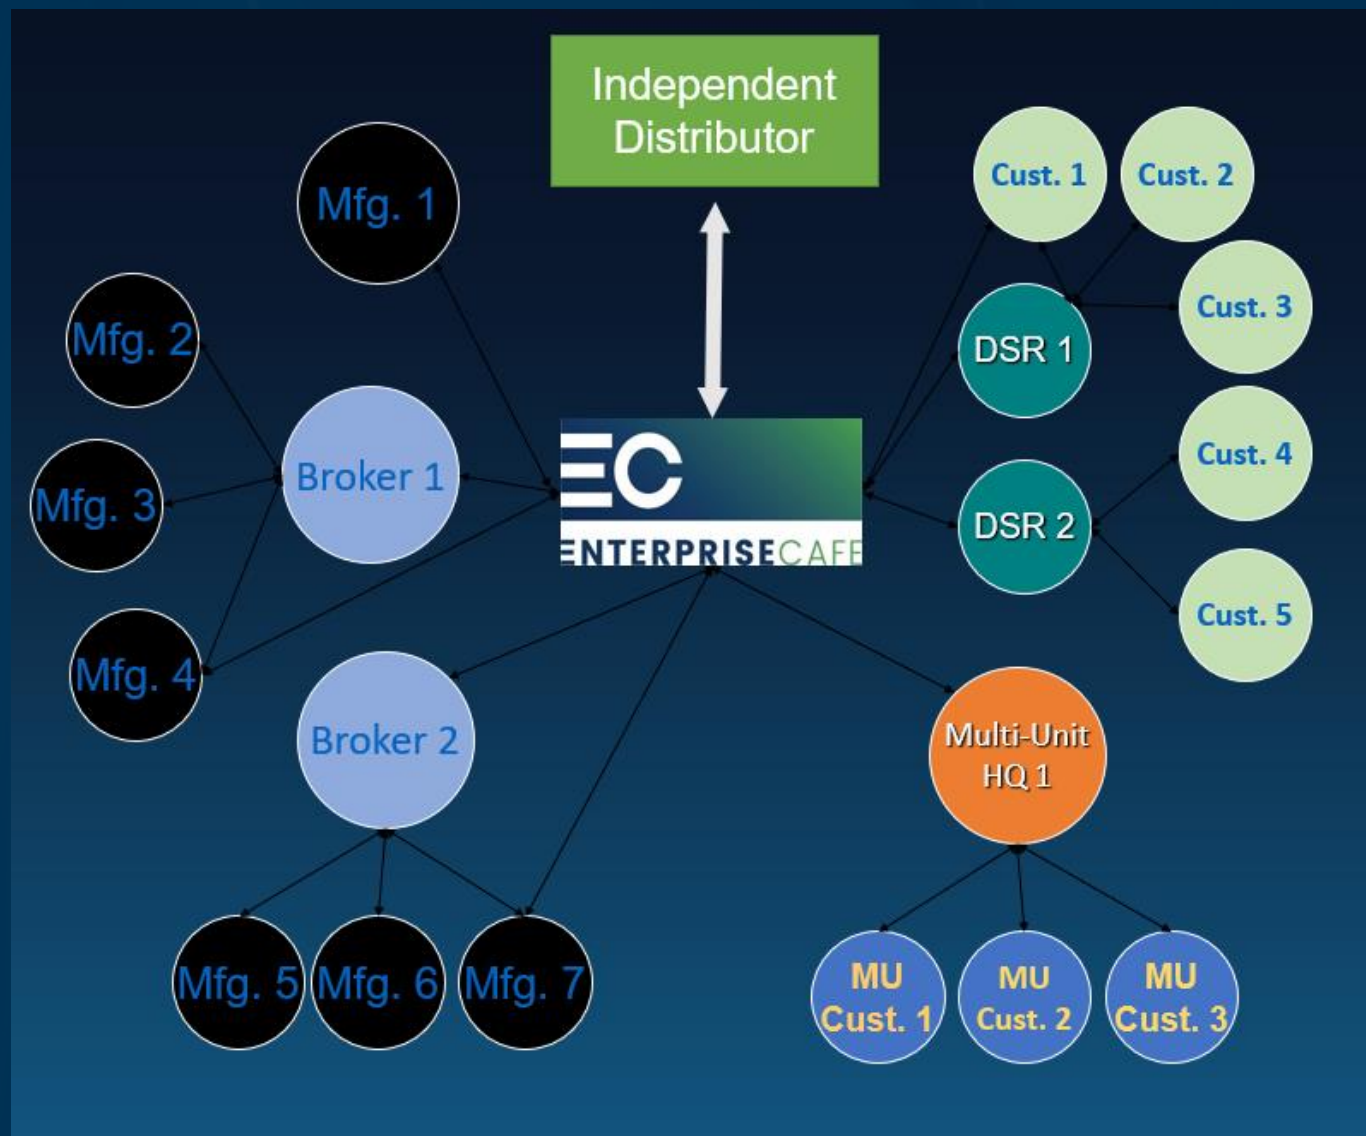 Independent
Distributor
Mfg. 1
Cust. 1
Cust. 2
Mfg. 2
Cust. 3
DSR 1
Broker 1
EC
Cust. 4
Mfg. 3
DSR 2
ENTERPRISECAFE
Cust. 5
Mfg. 4
Broker 2
Multi-Unit
HQ 1
Mfg. 5
Mfg. 6
Mfg. 7
MU
Cust. 1
MU
Cust. 2
MU
Cust. 3